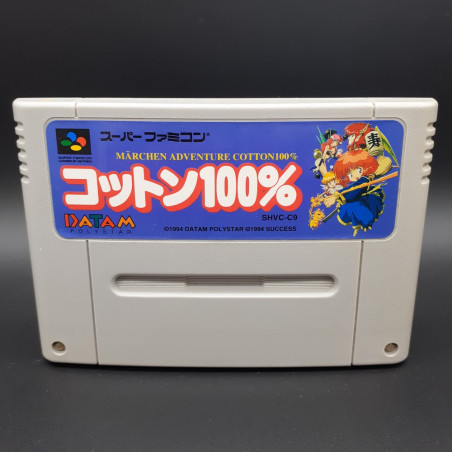 スーパーファミコン
MÄRCHEN ADVENTURE COTTON100%
コットン100%
SHVC-C9
DATAM
POLYSTAR
©1994 DATAM POLYSTAR ©1994 SUCCESS
寿